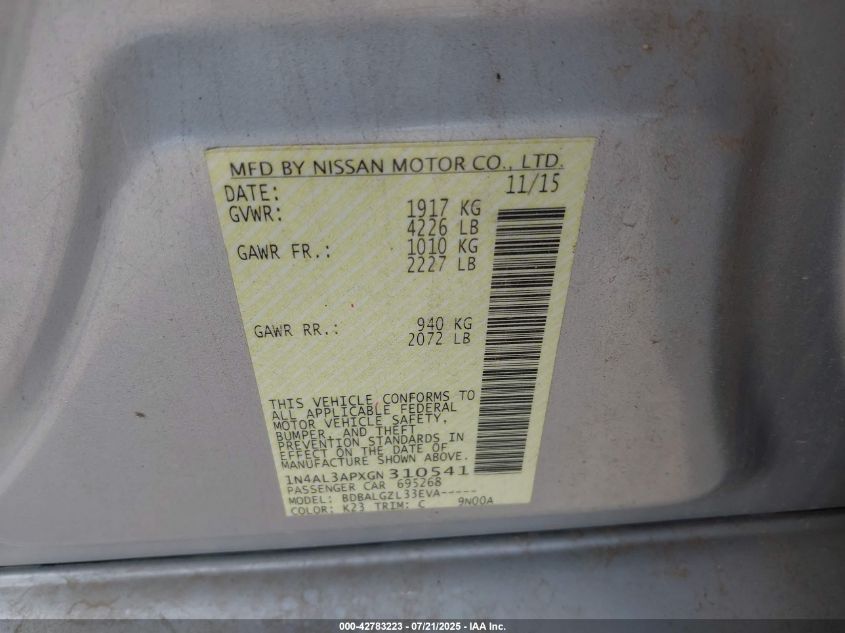 MFD BY NISSAN MOTOR CO., LTD.
DATE: 11/15
GVWR: 1917 KG
4226 LB
GAWR FR.: 1010 KG
2227 LB
GAWR RR.: 940 KG
2072 LB
THIS VEHICLE CONFORMS TO
ALL APPLICABLE FEDERAL
MOTOR VEHICLE SAFETY,
BUMPER, AND THEFT
PREVENTION STANDARDS IN
EFFECT ON THE DATE OF
MANUFACTURE SHOWN ABOVE.
1N4AL3APXGN310541
PASSENGER CAR 695268
MODEL: BDBALGZL33EVA-----
COLOR: K23 TRIM: C 9N00A
000-42783223 - 07/21/2025 - IAA Inc.